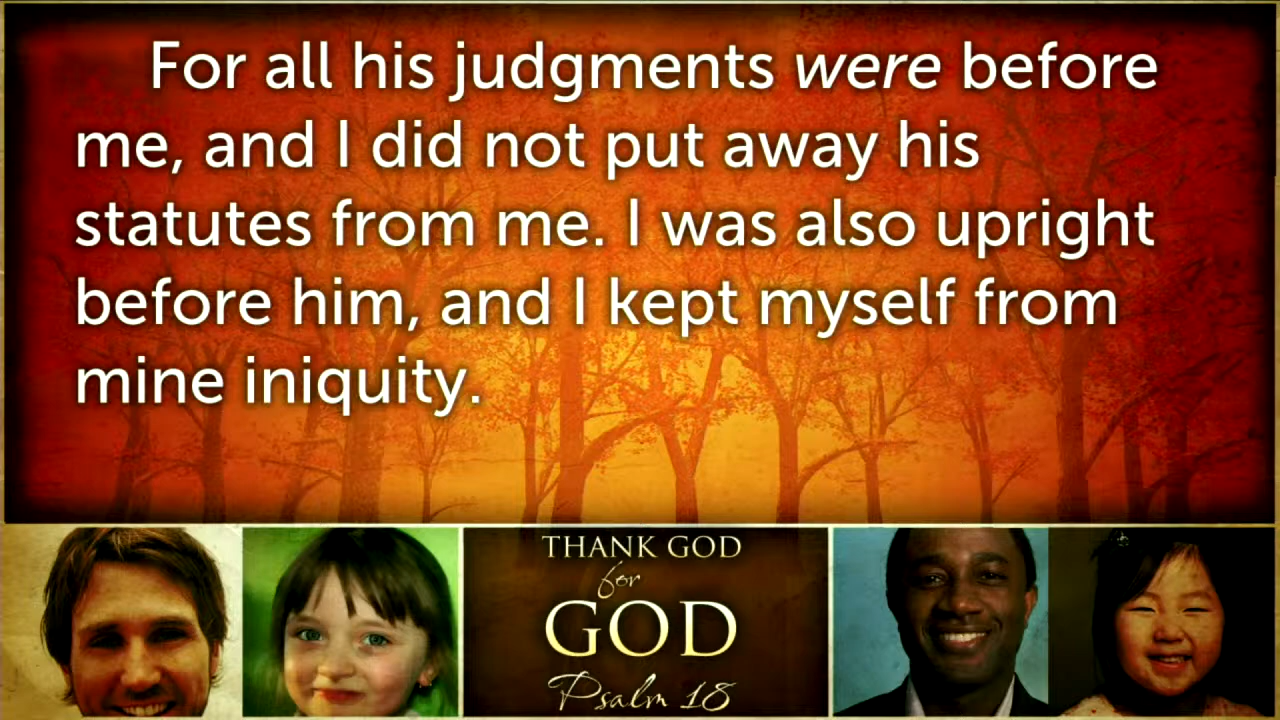 For all his judgments were before
me, and I did not put away his
statutes from me. I was also upright
before him, and I kept myself from
mine iniquity.
THANK GOD
for
GOD
Psalm 18